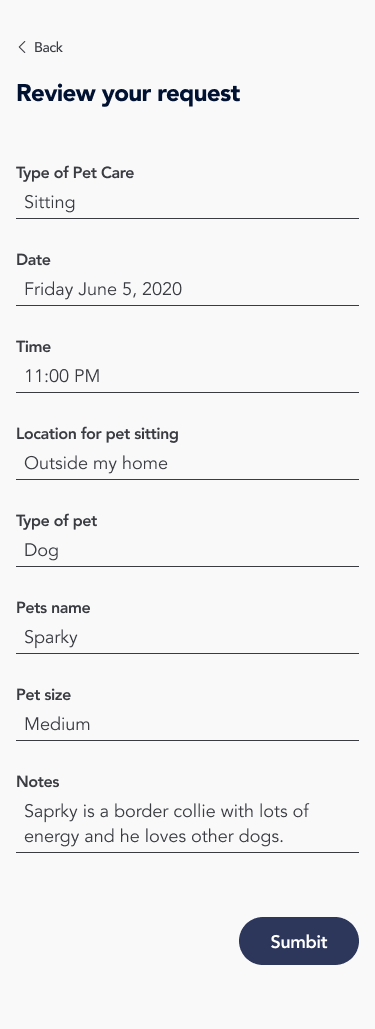 Back
Review your request
Type of Pet Care
Sitting
Date
Friday June 5, 2020
Time
11:00 PM
Location for pet sitting
Outside my home
Type of pet
Dog
Pets name
Sparky
Pet size
Medium
Notes
Saprky is a border collie with lots of
energy and he loves other dogs.
Sumbit